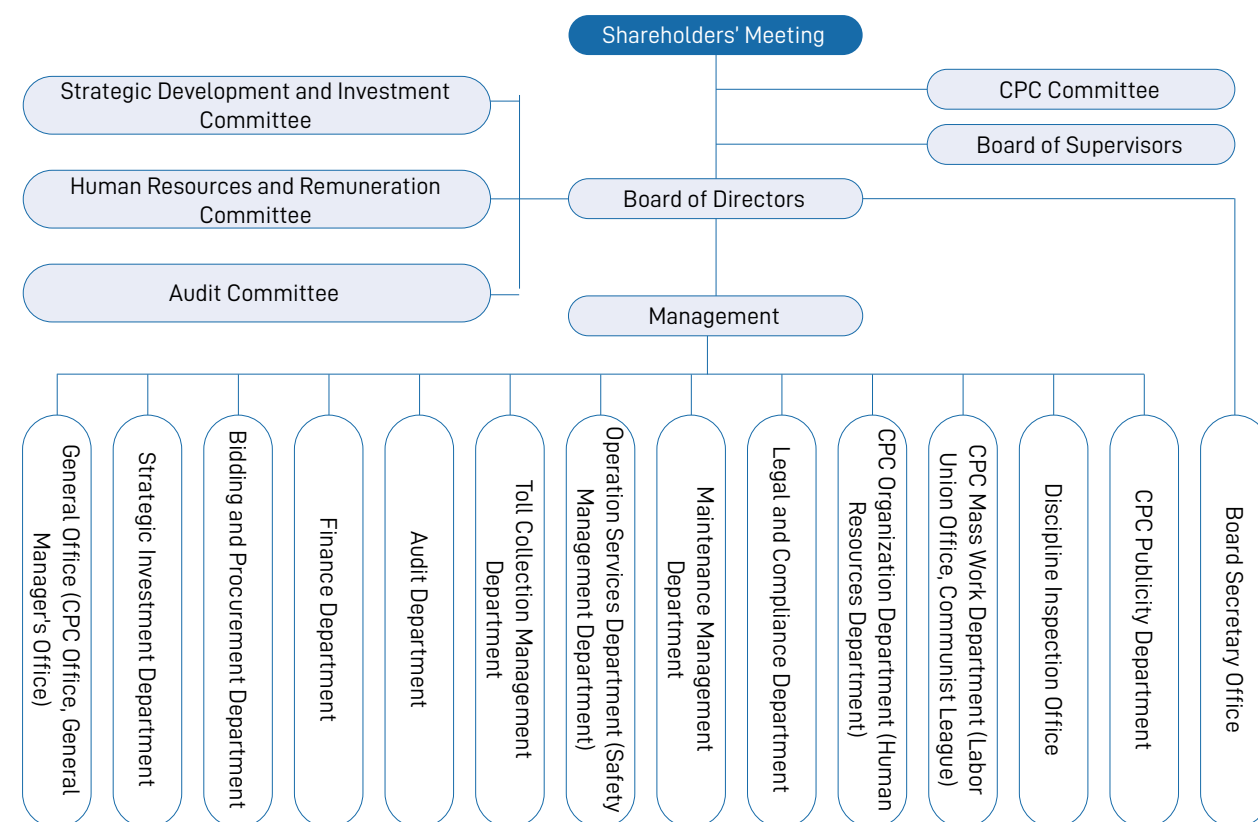 Shareholders' Meeting
Strategic Development and Investment
Committee
CPC Committee
Board of Supervisors
Human Resources and Remuneration
Committee
Board of Directors
Audit Committee
Management
General Office (CPC Office, General
Manager's Office)
Strategic Investment Department
Bidding and Procurement Department
Finance Department
Audit Department
Toll Collection Management
Department
Operation Services Department (Safety
Management Department)
Maintenance Management
Department
Legal and Compliance Department
CPC Organization Department (Human
Resources Department)
CPC Mass Work Department (Labor
Union Office, Communist League)
Discipline Inspection Office
CPC Publicity Department
Board Secretary Office